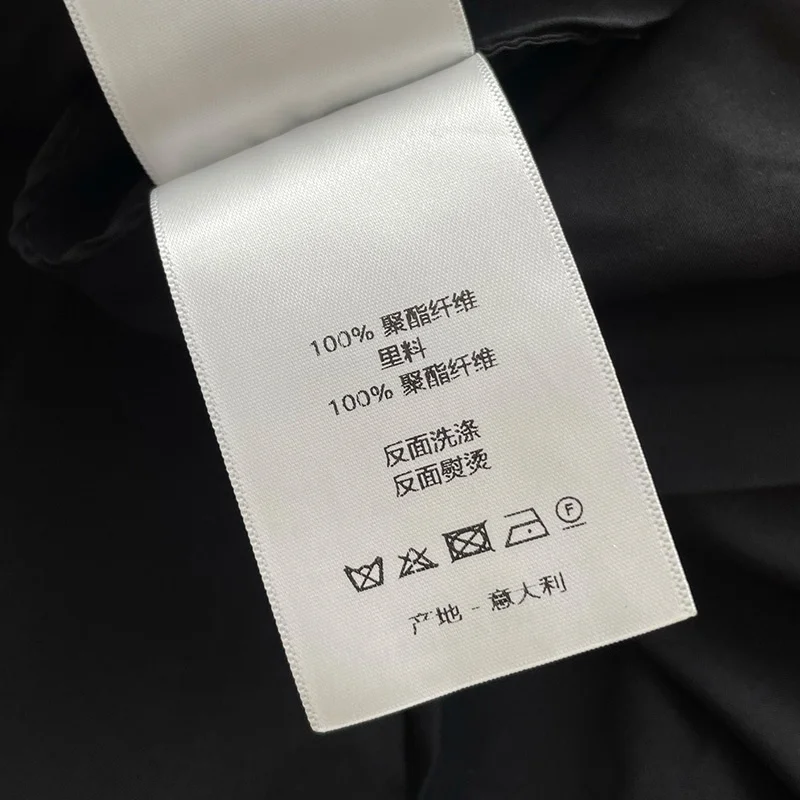 100% 聚酯纤维
里料
100% 聚酯纤维
反面洗涤
反面熨烫
F
产地 - 意大利